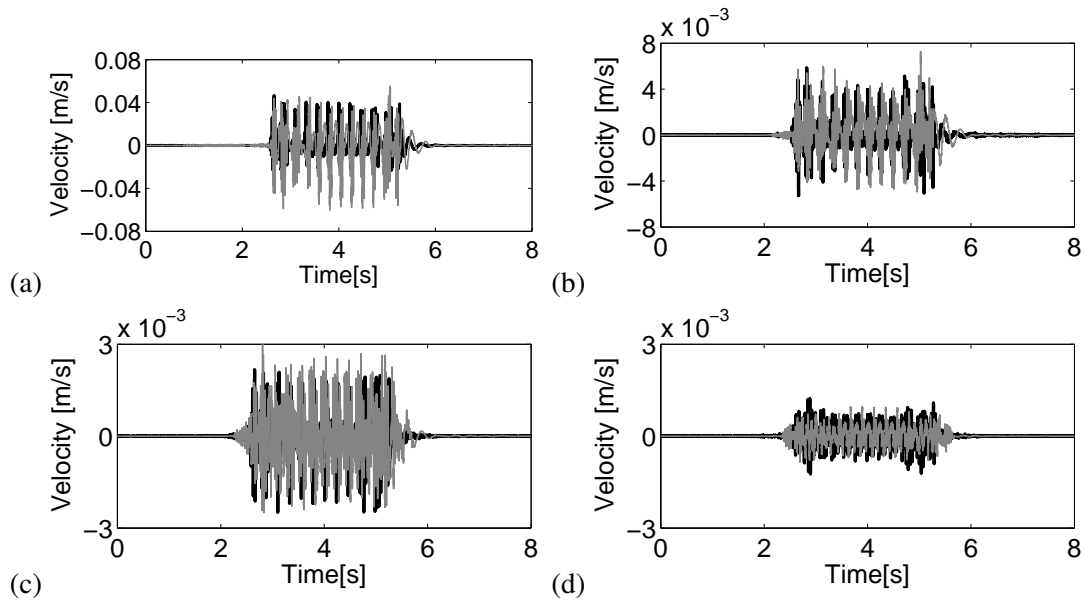 0.08
0.04
0
−0.04
−0.08
Velocity [m/s]
0 2 4 6 8
Time[s]
(a)
x 10−3
8
4
0
−4
−8
Velocity [m/s]
0 2 4 6 8
Time[s]
(b)
x 10−3
3
0
−3
Velocity [m/s]
0 2 4 6 8
Time[s]
(c)
x 10−3
3
0
−3
Velocity [m/s]
0 2 4 6 8
Time[s]
(d)